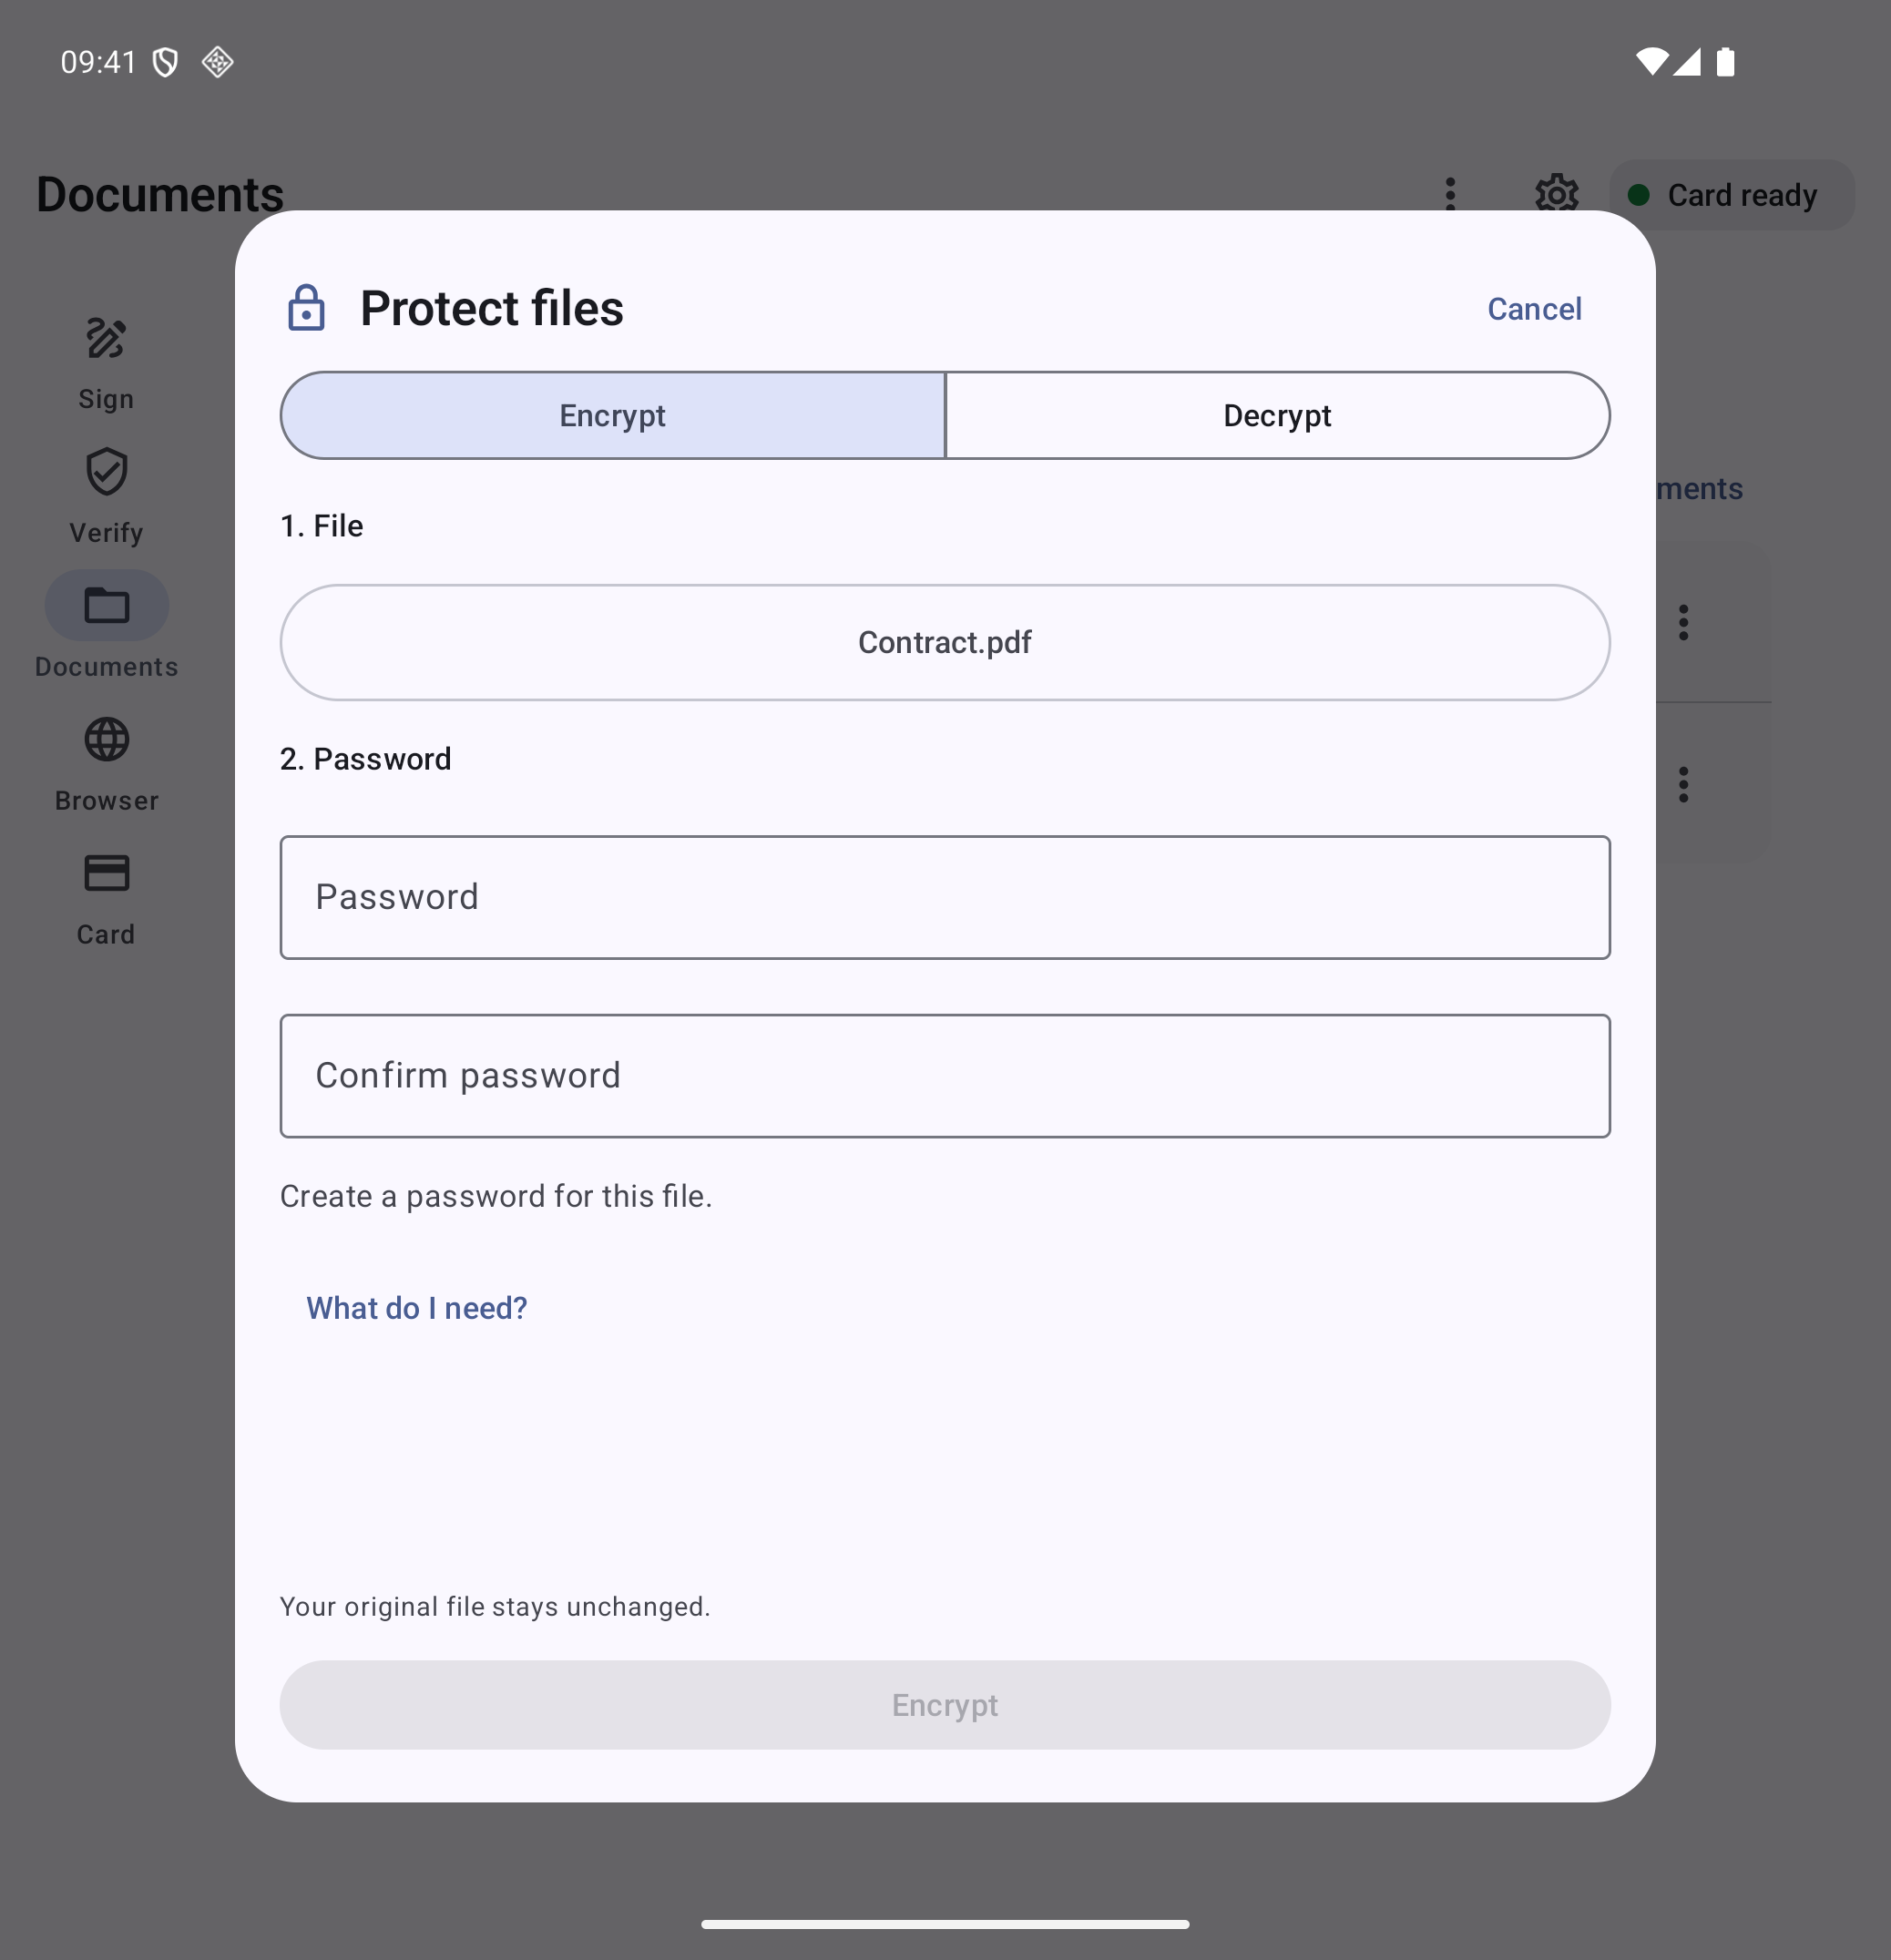 09:41
Documents
Card ready
Protect files
Cancel
Encrypt
Decrypt
Sign
Verify
Documents
Browser
Card
ments
1. File
Contract.pdf
2. Password
Password
Confirm password
Create a password for this file.
What do I need?
Your original file stays unchanged.
Encrypt